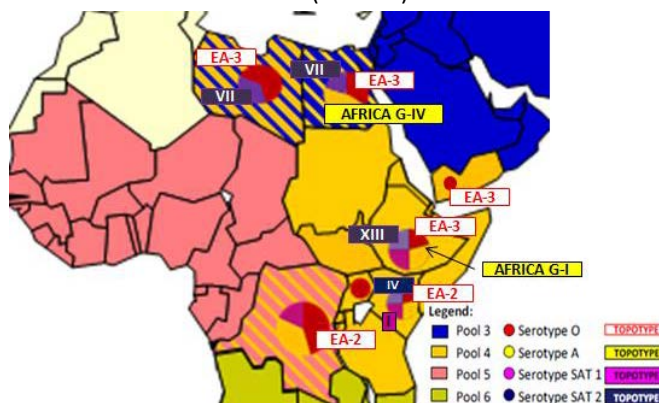 EA-3
VII
VII
EA-3
AFRICA G-IV
EA-3
XIII
EA-3
AFRICA G-I
IV
EA-2
I
EA-2
Legend:
Pool 3 Serotype O TOPOTYPE
Pool 4 Serotype A TOPOTYPE
Pool 5 Serotype SAT 1 TOPOTYPE
Pool 6 Serotype SAT 2 TOPOTYPE